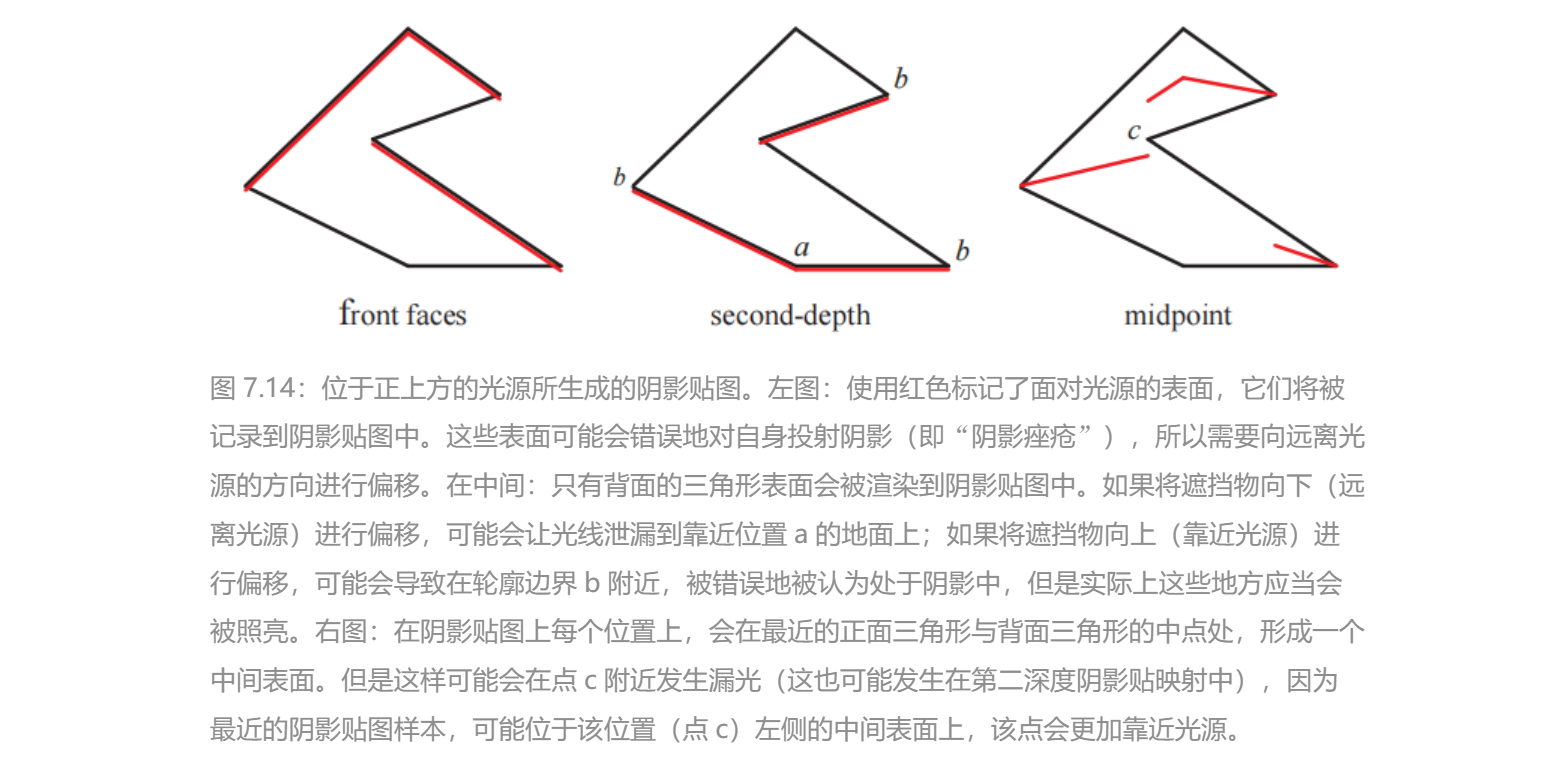 b
b
a
b
c
front faces
second-depth
midpoint
图 7.14：位于正上方的光源所生成的阴影贴图。左图：使用红色标记了面对光源的表面，它们将被
记录到阴影贴图中。这些表面可能会错误地对自身投射阴影（即“阴影痤疮”），所以需要向远离光
源的方向进行偏移。在中间：只有背面的三角形表面会被渲染到阴影贴图中。如果将遮挡物向下（远
离光源）进行偏移，可能会让光线泄漏到靠近位置 a 的地面上；如果将遮挡物向上（靠近光源）进
行偏移，可能会导致在轮廓边界 b 附近，被错误地被认为处于阴影中，但是实际上这些地方应当会
被照亮。右图：在阴影贴图上每个位置上，会在最近的正面三角形与背面三角形的中点处，形成一个
中间表面。但是这样可能会在点 c 附近发生漏光（这也可能发生在第二深度阴影贴映射中），因为
最近的阴影贴图样本，可能位于该位置（点 c）左侧的中间表面上，该点会更加靠近光源。